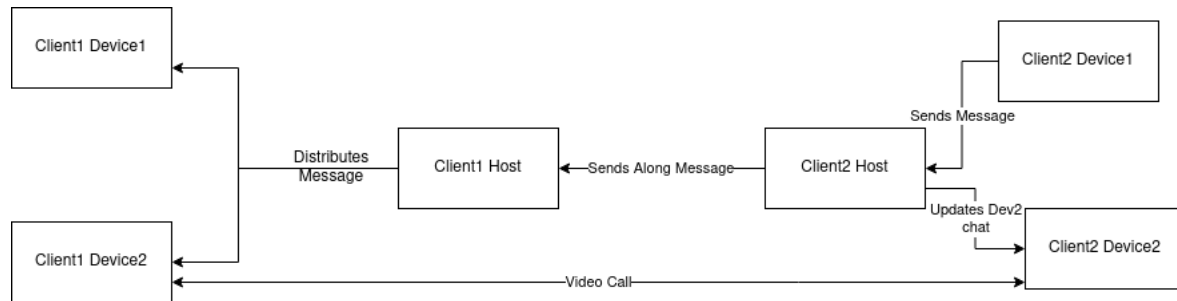 Client1 Device1
Client2 Device1
Sends Message
Distributes
Message
Client1 Host
Sends Along Message
Client2 Host
Updates Dev2
chat
Client1 Device2
Client2 Device2
Video Call